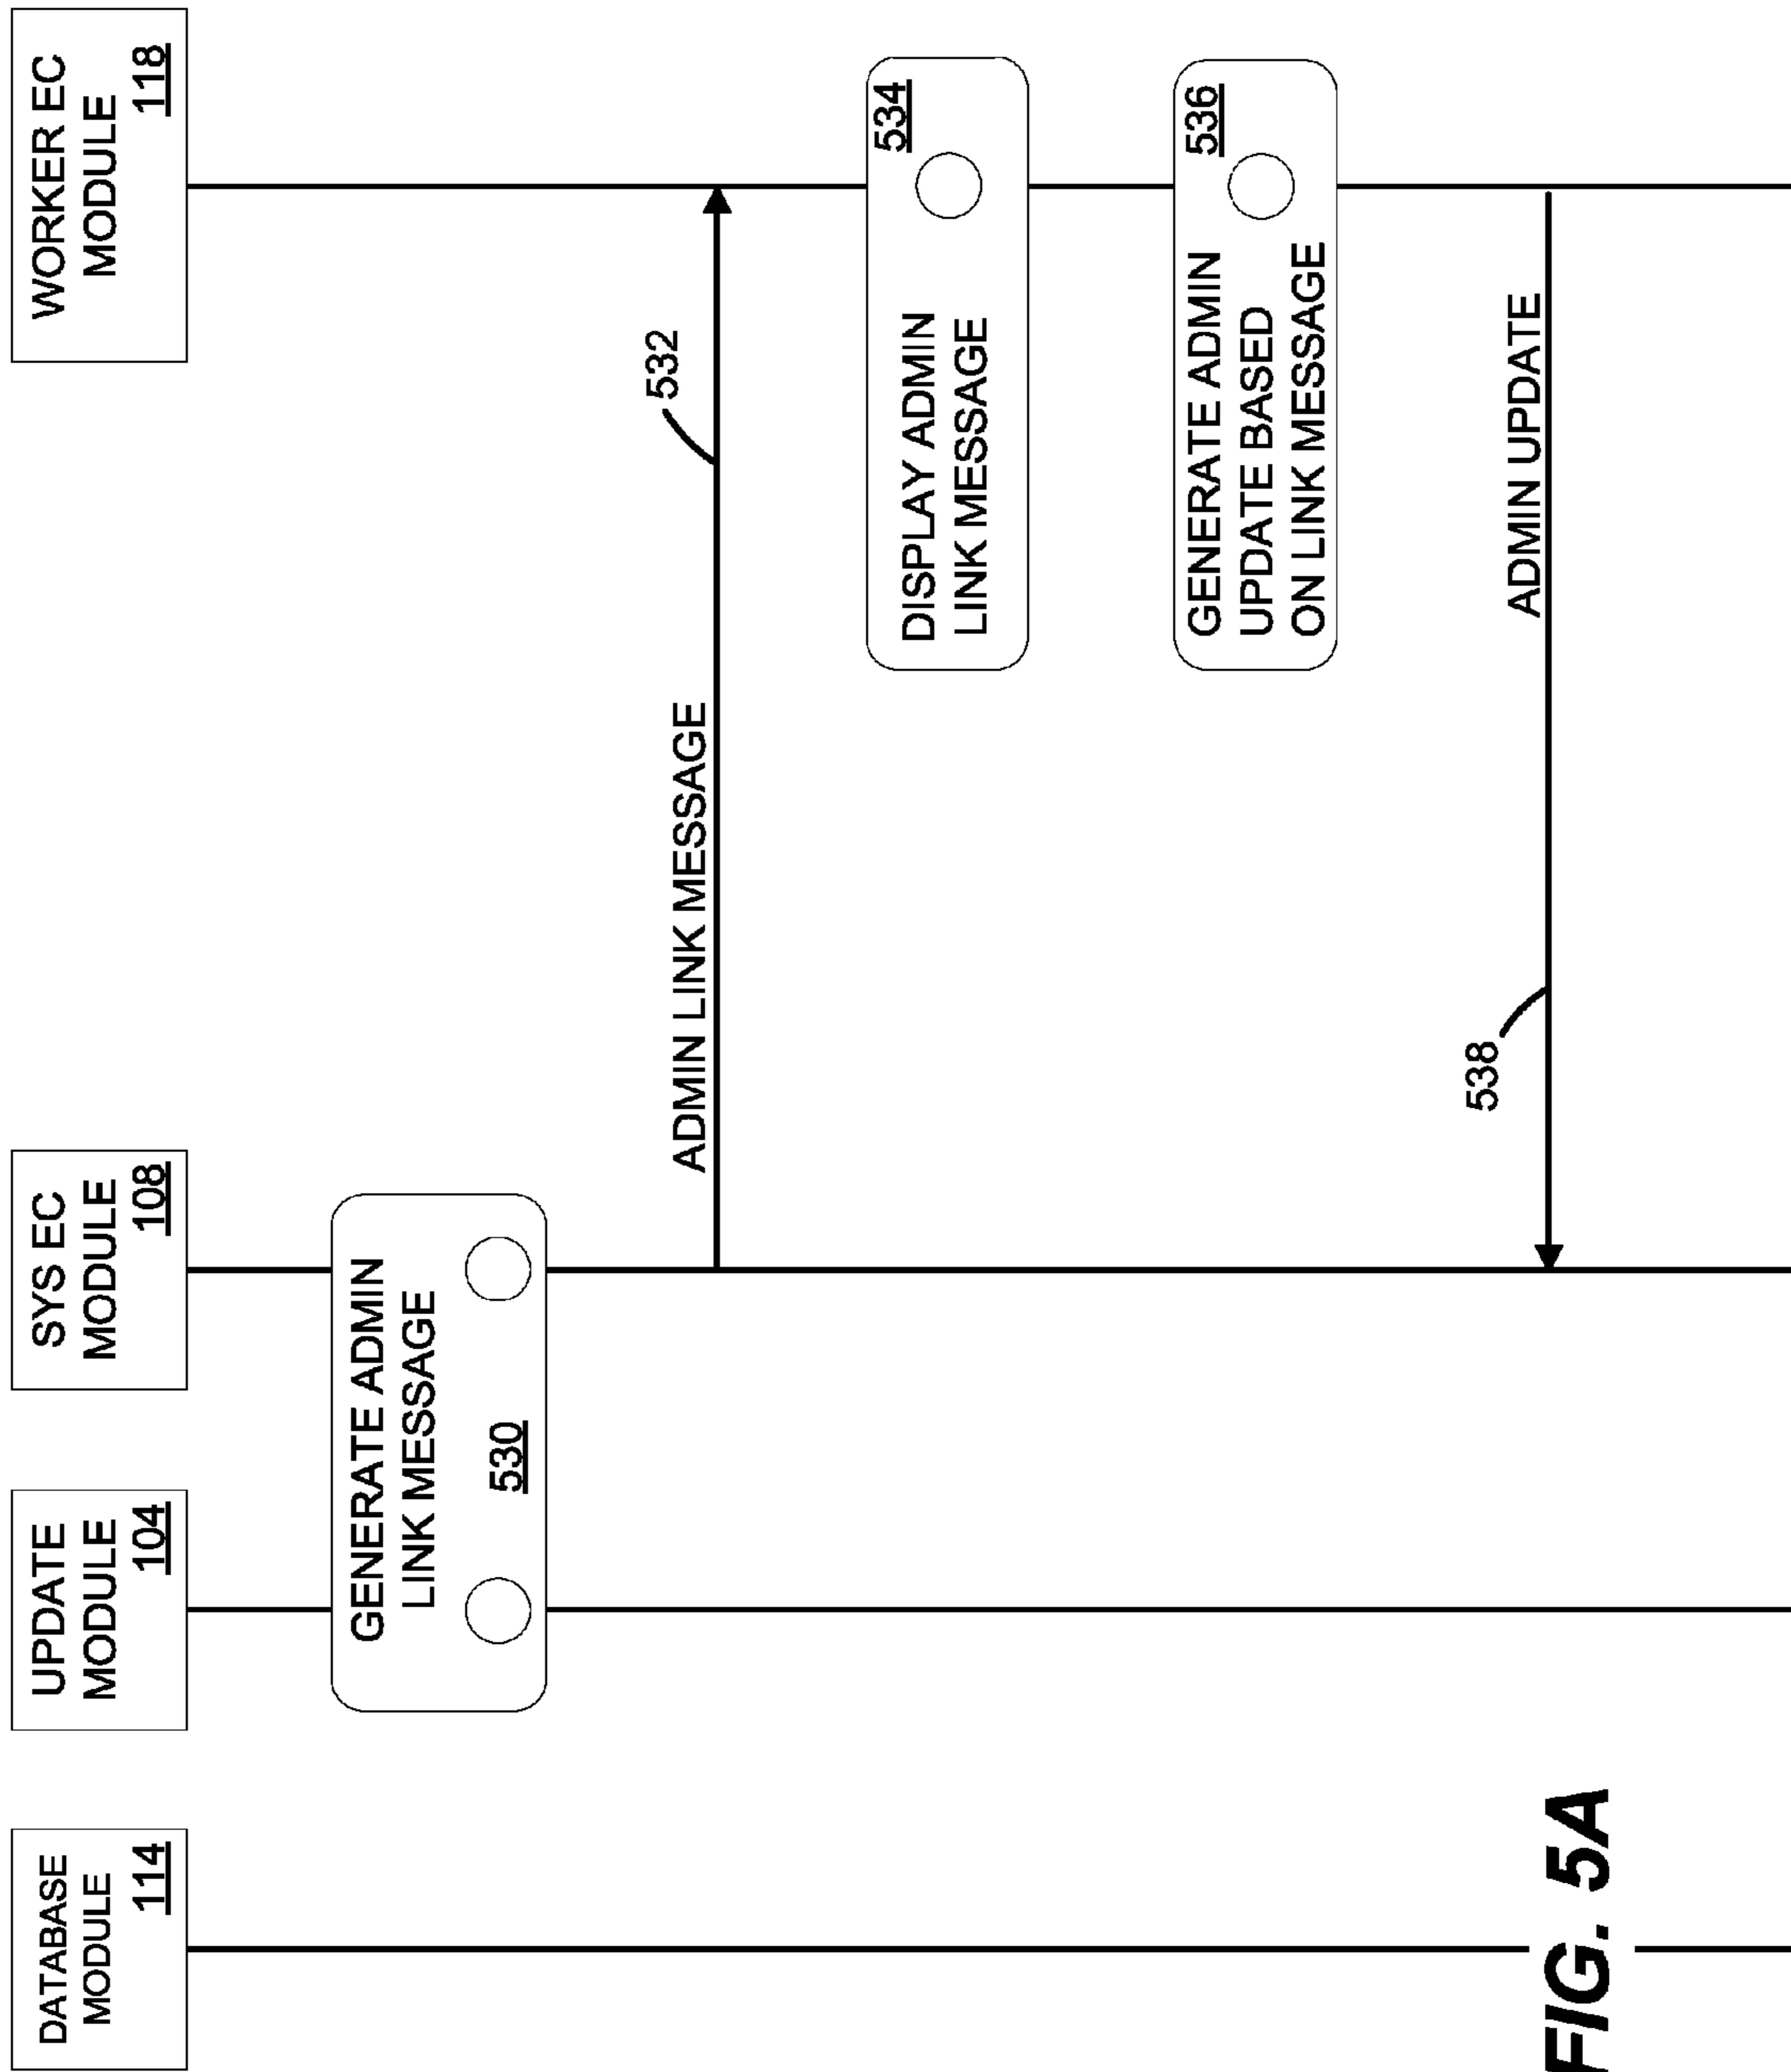 DATABASE
MODULE
114
UPDATE
MODULE
104
SYS EC
MODULE
108
WORKER EC
MODULE
118
GENERATE ADMIN
LINK MESSAGE
530
532
ADMIN LINK MESSAGE
534
DISPLAY ADMIN
LINK MESSAGE
536
GENERATE ADMIN
UPDATE BASED
ON LINK MESSAGE
538
ADMIN UPDATE
FIG. 5A